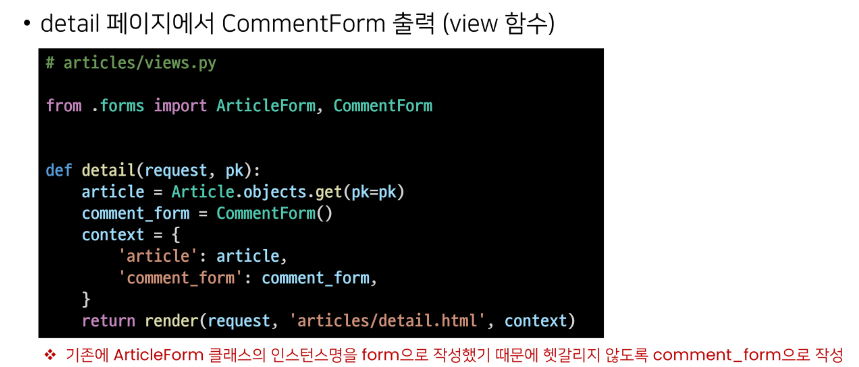 • detail 페이지에서 CommentForm 출력 (view 함수)
# articles/views.py
from .forms import ArticleForm, CommentForm
def detail(request, pk):
    article = Article.objects.get(pk=pk)
    comment_form = CommentForm()
    context = {
        'article': article,
        'comment_form': comment_form,
    }
    return render(request, 'articles/detail.html', context)
❖ 기존에 ArticleForm 클래스의 인스턴스명을 form으로 작성했기 때문에 헷갈리지 않도록 comment_form으로 작성